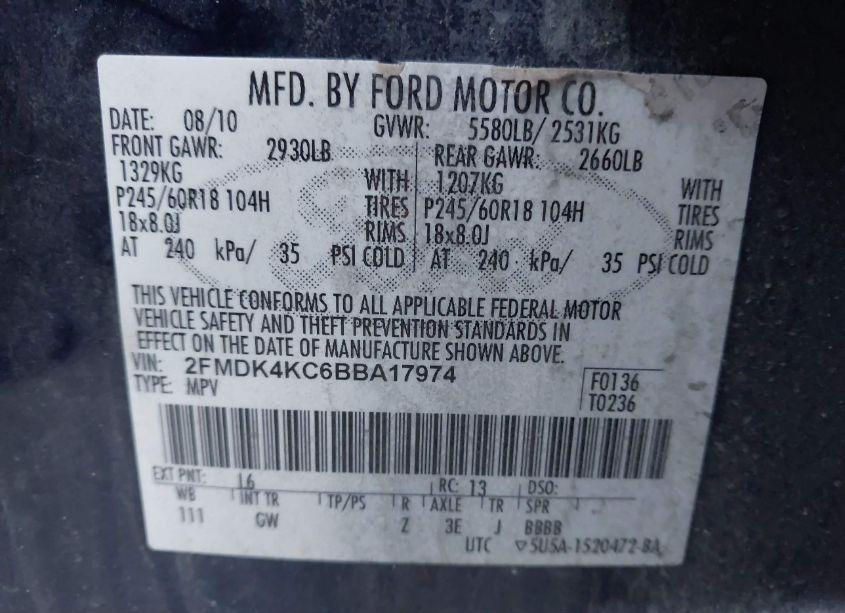 MFD. BY FORD MOTOR CO.
DATE: 08/10 GVWR: 5580LB/ 2531KG
FRONT GAWR: 2930LB REAR GAWR: 2660LB
1329KG WITH 1207KG WITH
P245/60R18 104H TIRES P245/60R18 104H TIRES
18x8.0J RIMS 18x8.0J RIMS
AT 240 kPa/ 35 PSI COLD AT 240 kPa/ 35 PSI COLD
THIS VEHICLE CONFORMS TO ALL APPLICABLE FEDERAL MOTOR
VEHICLE SAFETY AND THEFT PREVENTION STANDARDS IN
EFFECT ON THE DATE OF MANUFACTURE SHOWN ABOVE.
VIN: 2FMDK4KC6BBA17974 F0136
TYPE: MPV T0236
EXT PNT: L6 RC: 13 DSO:
WB INT TR TP/PS R AXLE TR SPR
111 GW Z 3E J BBBB
UTC ▽5U5A-1520472-BA